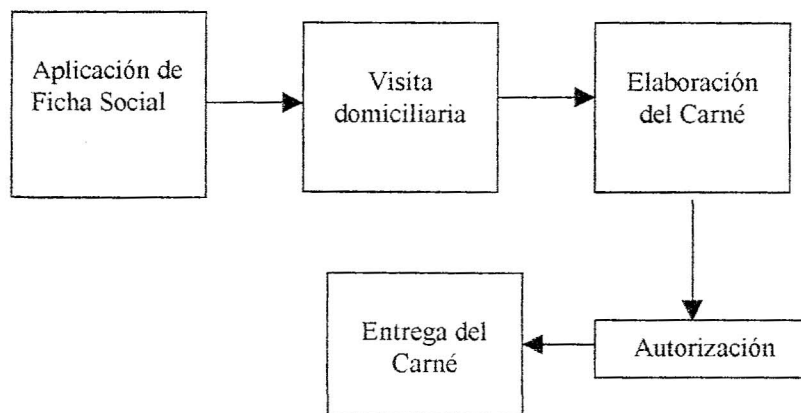 Aplicación de
Ficha Social
Visita
domiciliaria
Elaboración
del Carné
Autorización
Entrega del
Carné